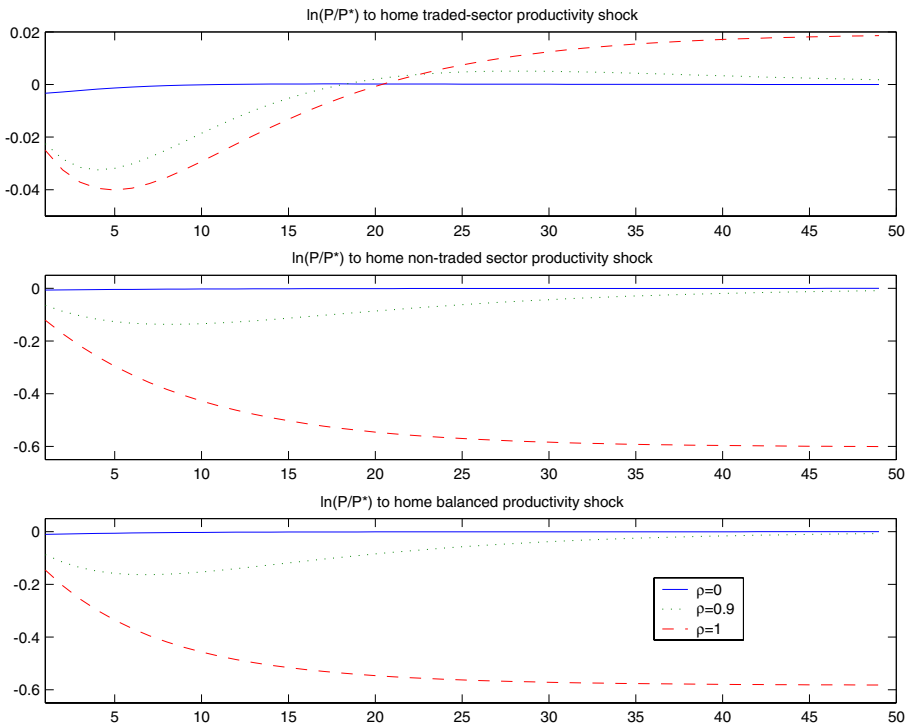 ln(P/P*) to home traded-sector productivity shock
0.02
0
-0.02
-0.04
5 10 15 20 25 30 35 40 45 50
ln(P/P*) to home non-traded sector productivity shock
0
-0.2
-0.4
-0.6
5 10 15 20 25 30 35 40 45 50
ln(P/P*) to home balanced productivity shock
0
-0.2
-0.4
-0.6
ρ=0
ρ=0.9
ρ=1
5 10 15 20 25 30 35 40 45 50